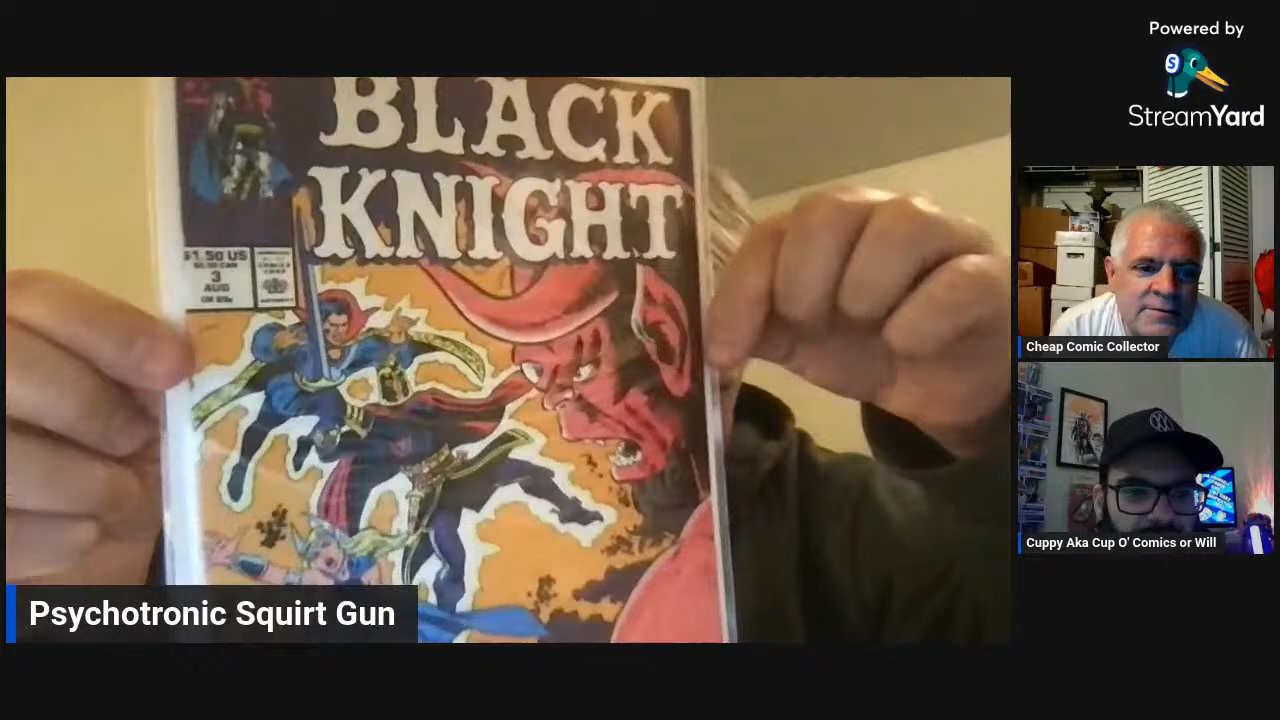 Powered by
StreamYard
BLACK
KNIGHT
$1.50 US
3
AUG
Cheap Comic Collector
Cuppy Aka Cup O' Comics or Will
Psychotronic Squirt Gun